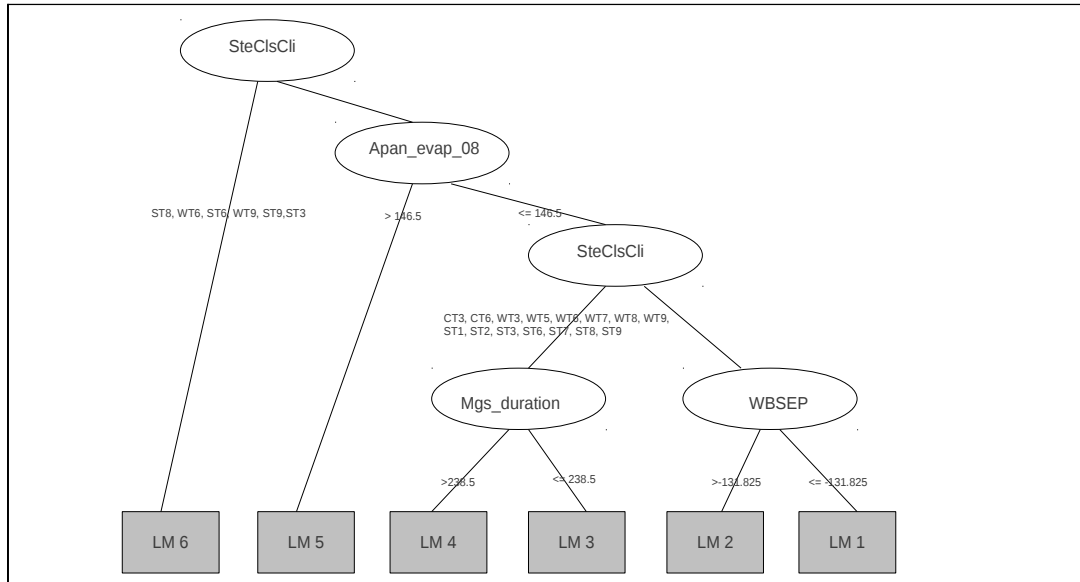 SteClsCli
Apan_evap_08
ST8, WT6, ST6, WT9, ST9,ST3
> 146.5
<= 146.5
SteClsCli
CT3, CT6, WT3, WT5, WT6, WT7, WT8, WT9,
ST1, ST2, ST3, ST6, ST7, ST8, ST9
Mgs_duration
WBSEP
>238.5
<= 238.5
>-131.825
<= -131.825
LM 6
LM 5
LM 4
LM 3
LM 2
LM 1